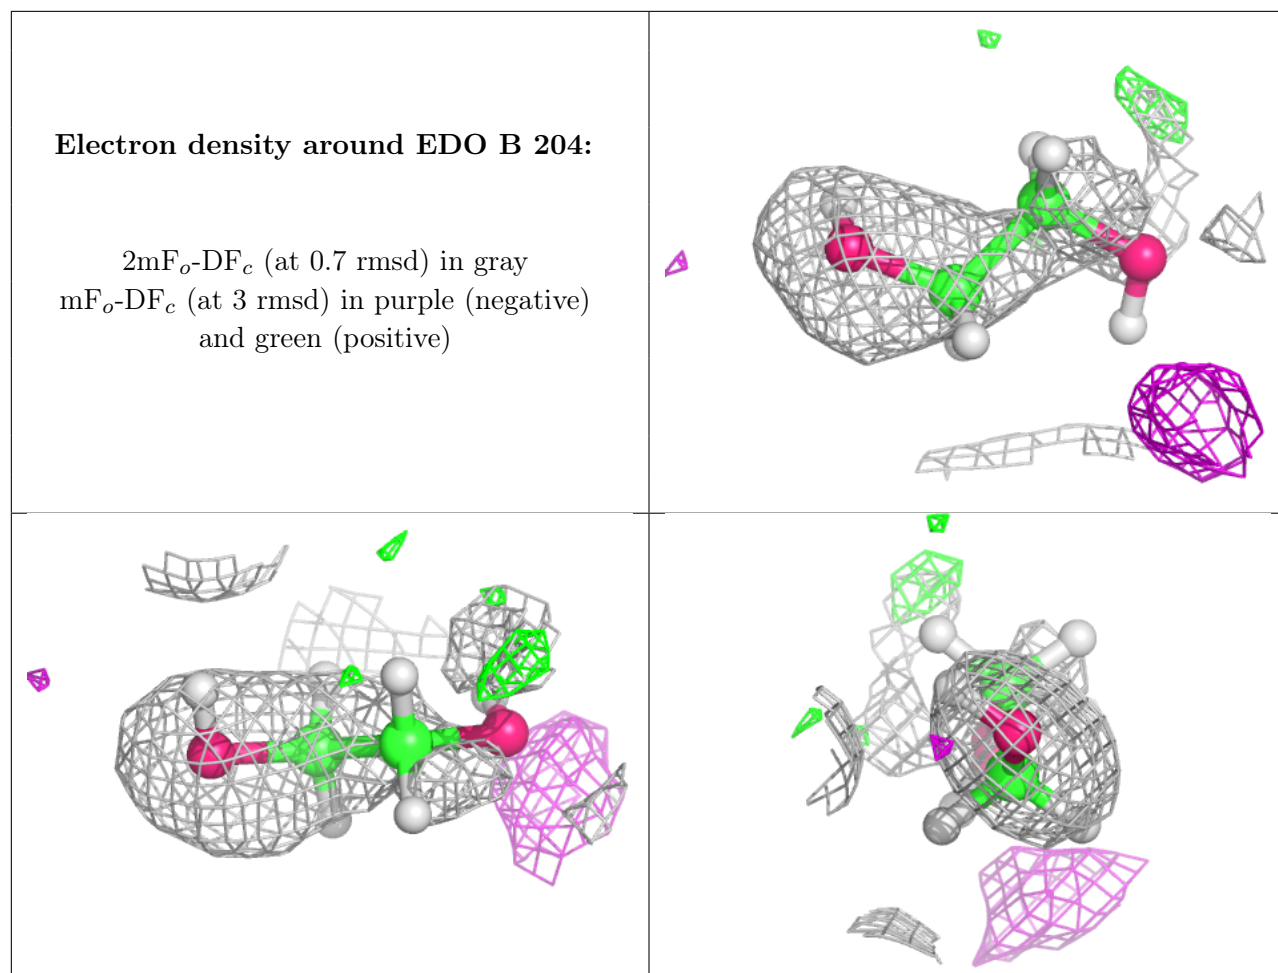 Electron density around EDO B 204:
2mFₒ-DF𝒸 (at 0.7 rmsd) in gray
mFₒ-DF𝒸 (at 3 rmsd) in purple (negative)
and green (positive)